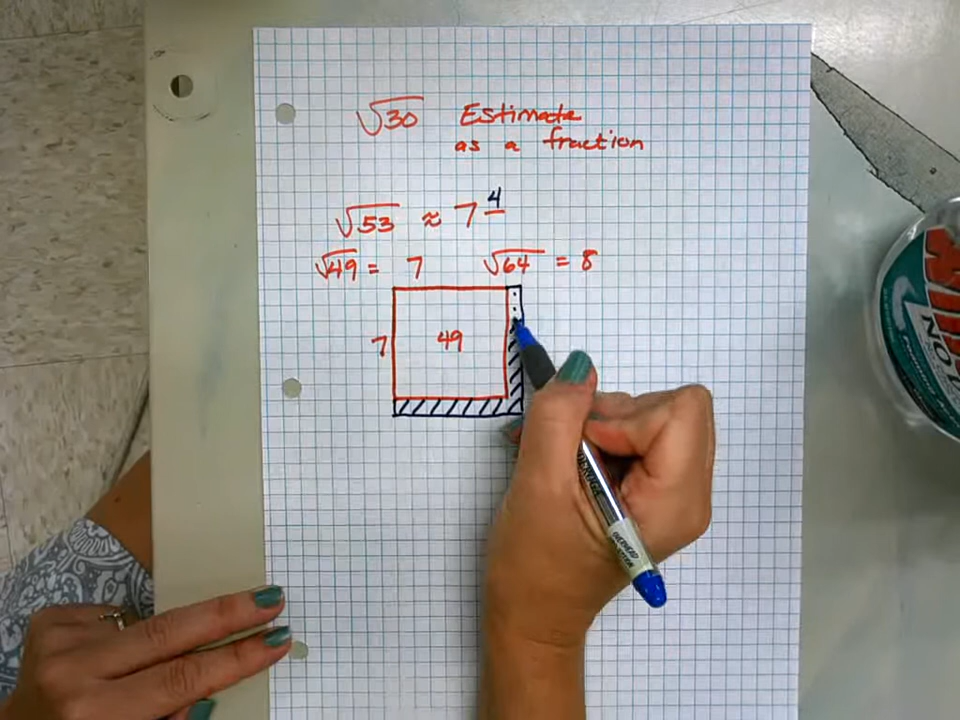 √30 Estimate
as a fraction
√53 ≈ 7 4
√49 = 7 √64 = 8
7 49